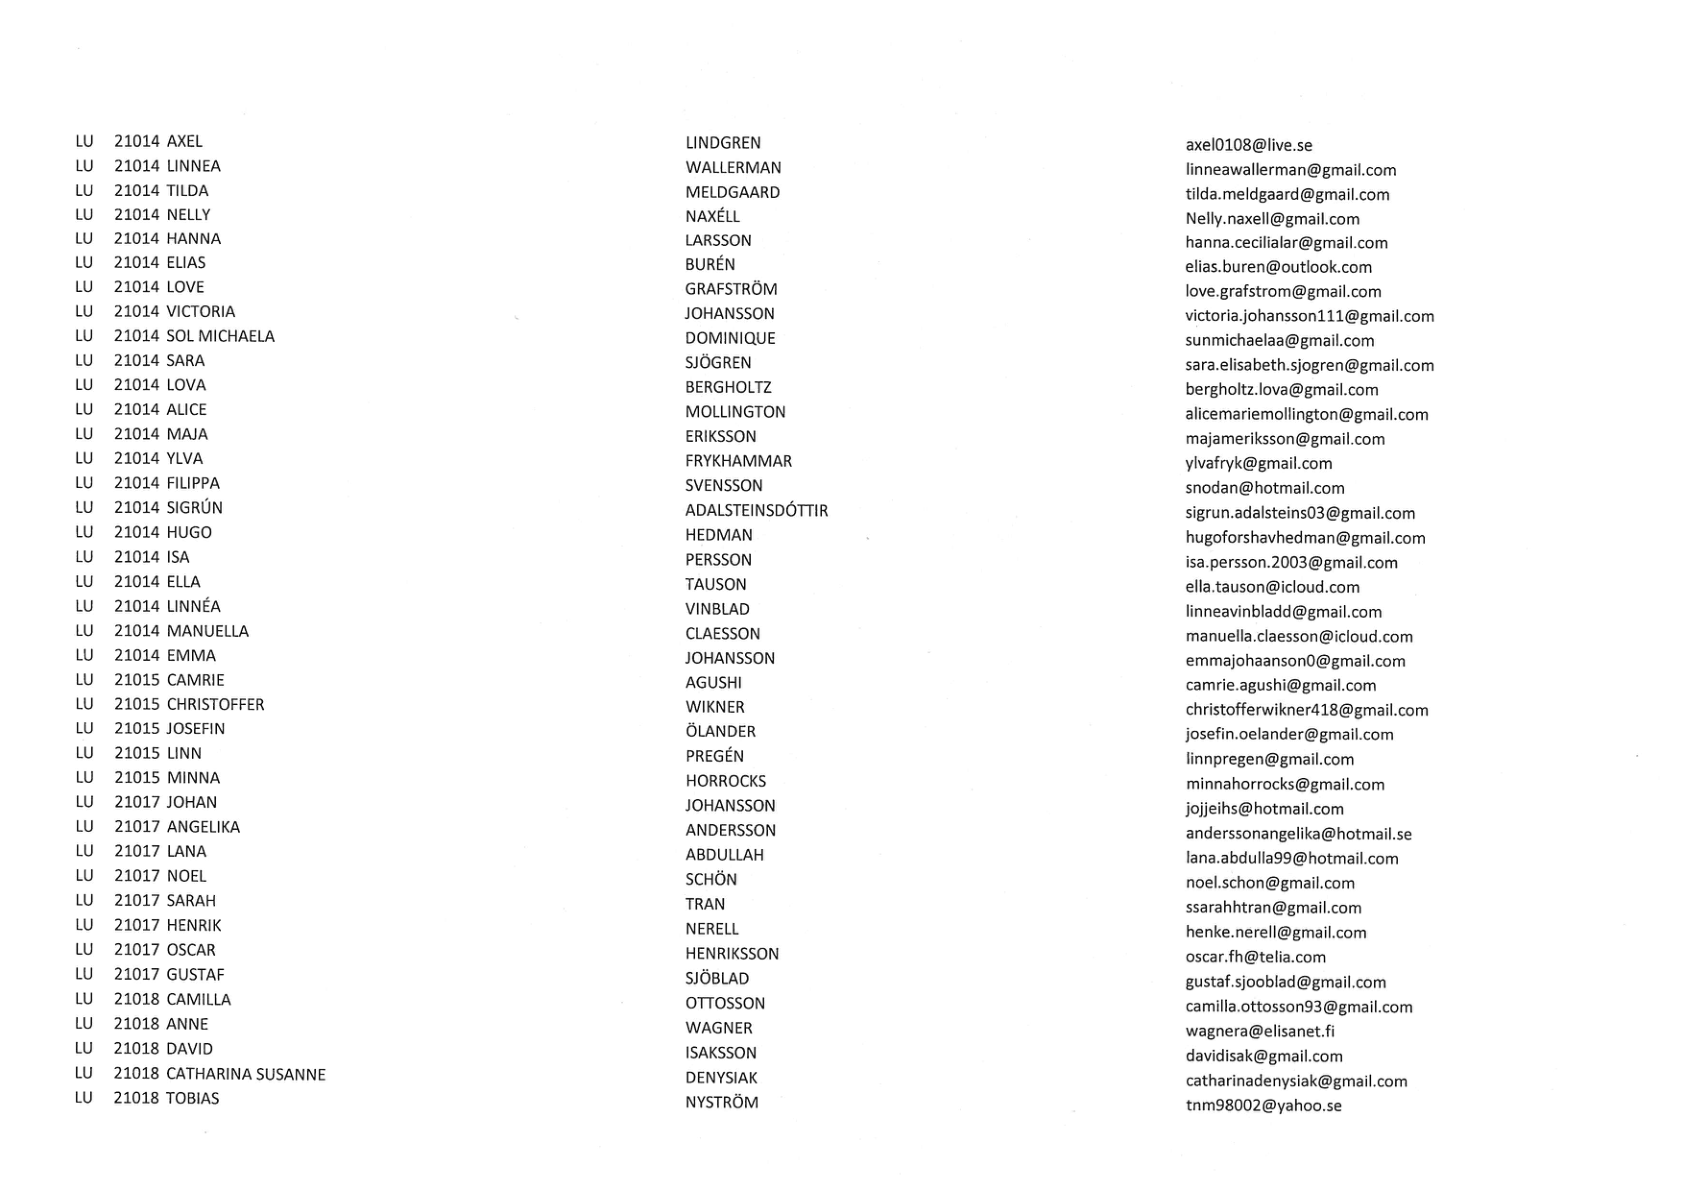 LU 21014 AXEL LINDGREN axel0108@live.se
LU 21014 LINNEA WALLERMAN linneawallerman@gmail.com
LU 21014 TILDA MELDGAARD tilda.meldgaard@gmail.com
LU 21014 NELLY NAXÉLL Nelly.naxell@gmail.com
LU 21014 HANNA LARSSON hanna.cecilialar@gmail.com
LU 21014 ELIAS BURÉN elias.buren@outlook.com
LU 21014 LOVE GRAFSTRÖM love.grafstrom@gmail.com
LU 21014 VICTORIA JOHANSSON victoria.johansson111@gmail.com
LU 21014 SOL MICHAELA DOMINIQUE sunmichaelaa@gmail.com
LU 21014 SARA SJÖGREN sara.elisabeth.sjogren@gmail.com
LU 21014 LOVA BERGHOLTZ bergholtz.lova@gmail.com
LU 21014 ALICE MOLLINGTON alicemariemollington@gmail.com
LU 21014 MAJA ERIKSSON majameriksson@gmail.com
LU 21014 YLVA FRYKHAMMAR ylvafryk@gmail.com
LU 21014 FILIPPA SVENSSON snodan@hotmail.com
LU 21014 SIGRÚN ADALSTEINSDÓTTIR sigrun.adalsteins03@gmail.com
LU 21014 HUGO HEDMAN hugoforshavhedman@gmail.com
LU 21014 ISA PERSSON isa.persson.2003@gmail.com
LU 21014 ELLA TAUSON ella.tauson@icloud.com
LU 21014 LINNÉA VINBLAD linneavinbladd@gmail.com
LU 21014 MANUELLA CLAESSON manuella.claesson@icloud.com
LU 21014 EMMA JOHANSSON emmajohaanson0@gmail.com
LU 21015 CAMRIE AGUSHI camrie.agushi@gmail.com
LU 21015 CHRISTOFFER WIKNER christofferwikner418@gmail.com
LU 21015 JOSEFIN ÖLANDER josefin.oelander@gmail.com
LU 21015 LINN PREGÉN linnpregen@gmail.com
LU 21015 MINNA HORROCKS minnahorrocks@gmail.com
LU 21017 JOHAN JOHANSSON jojjeihs@hotmail.com
LU 21017 ANGELIKA ANDERSSON anderssonangelika@hotmail.se
LU 21017 LANA ABDULLAH lana.abdulla99@hotmail.com
LU 21017 NOEL SCHÖN noel.schon@gmail.com
LU 21017 SARAH TRAN ssarahhtran@gmail.com
LU 21017 HENRIK NERELL henke.nerell@gmail.com
LU 21017 OSCAR HENRIKSSON oscar.fh@telia.com
LU 21017 GUSTAF SJÖBLAD gustaf.sjooblad@gmail.com
LU 21018 CAMILLA OTTOSSON camilla.ottosson93@gmail.com
LU 21018 ANNE WAGNER wagnera@elisanet.fi
LU 21018 DAVID ISAKSSON davidisak@gmail.com
LU 21018 CATHARINA SUSANNE DENYSIAK catharinadenysiak@gmail.com
LU 21018 TOBIAS NYSTRÖM tnm98002@yahoo.se